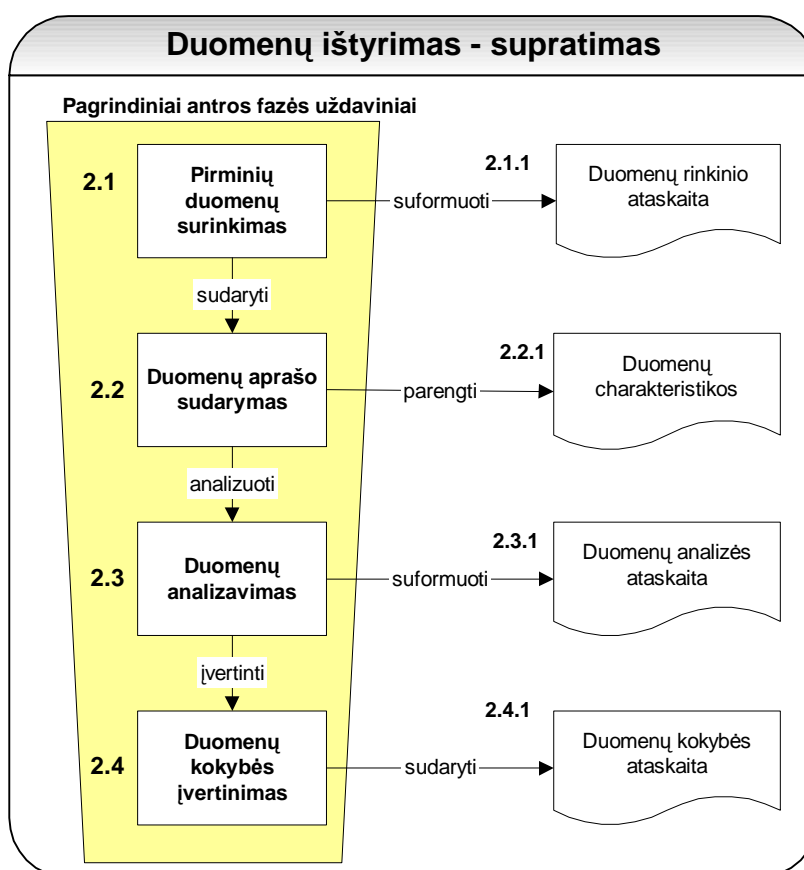 Duomenų ištyrimas - supratimas
Pagrindiniai antros fazės uždaviniai
2.1
Pirminių
duomenų
surinkimas
suformuoti
2.1.1
Duomenų rinkinio
ataskaita
sudaryti
2.2
Duomenų aprašo
sudarymas
parengti
2.2.1
Duomenų
charakteristikos
analizuoti
2.3
Duomenų
analizavimas
suformuoti
2.3.1
Duomenų analizės
ataskaita
įvertinti
2.4
Duomenų
kokybės
įvertinimas
sudaryti
2.4.1
Duomenų kokybės
ataskaita